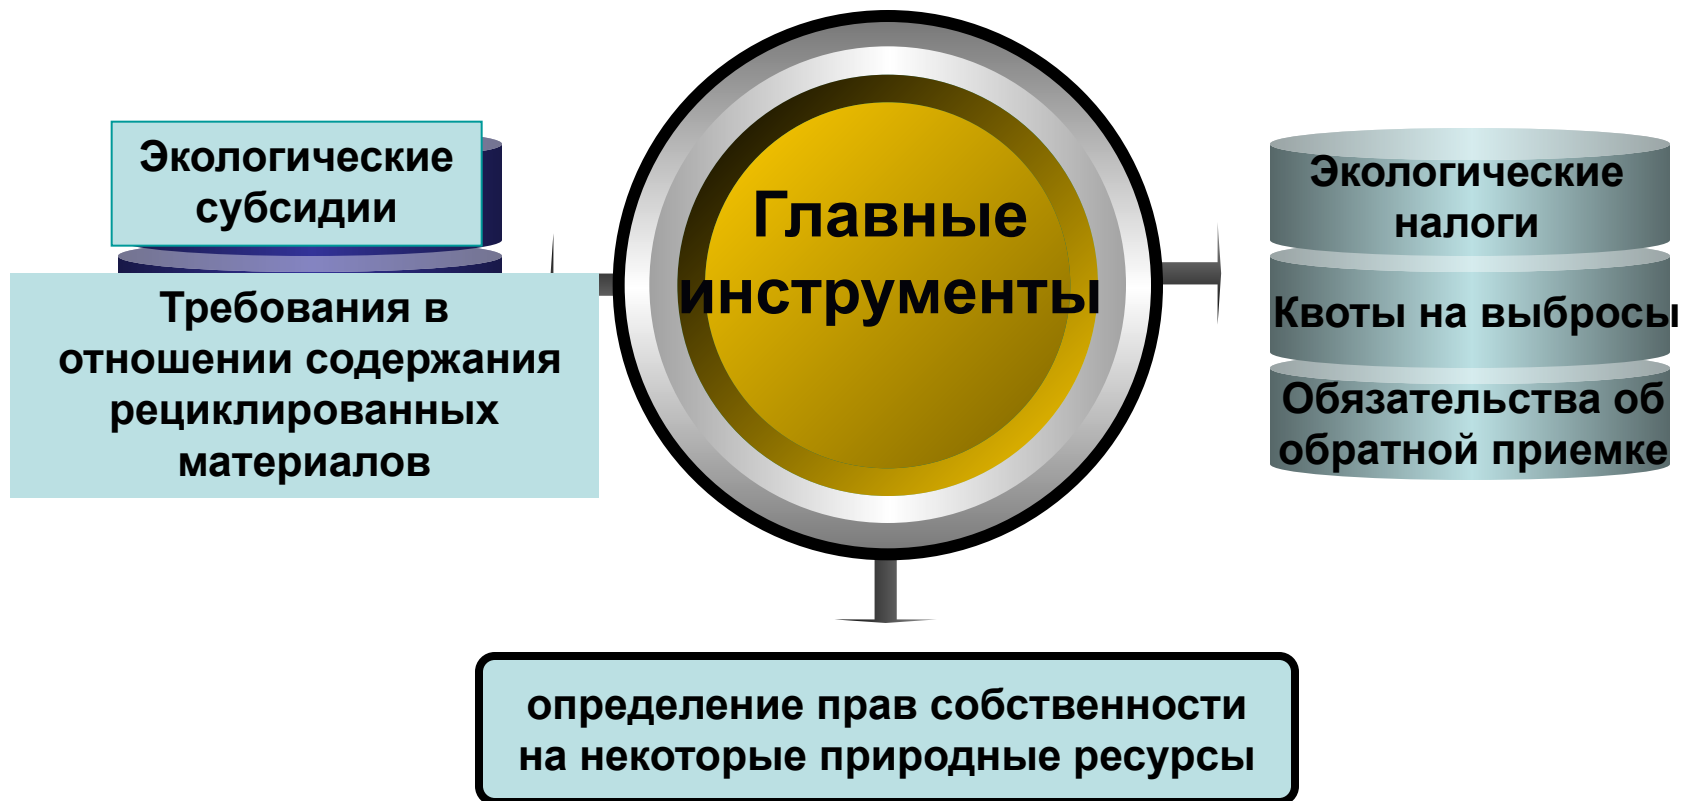 Экологические
субсидии
Требования в
отношении содержания
рециклированных
материалов
Главные
инструменты
Экологические
налоги
Квоты на выбросы
Обязательства об
обратной приемке
определение прав собственности
на некоторые природные ресурсы